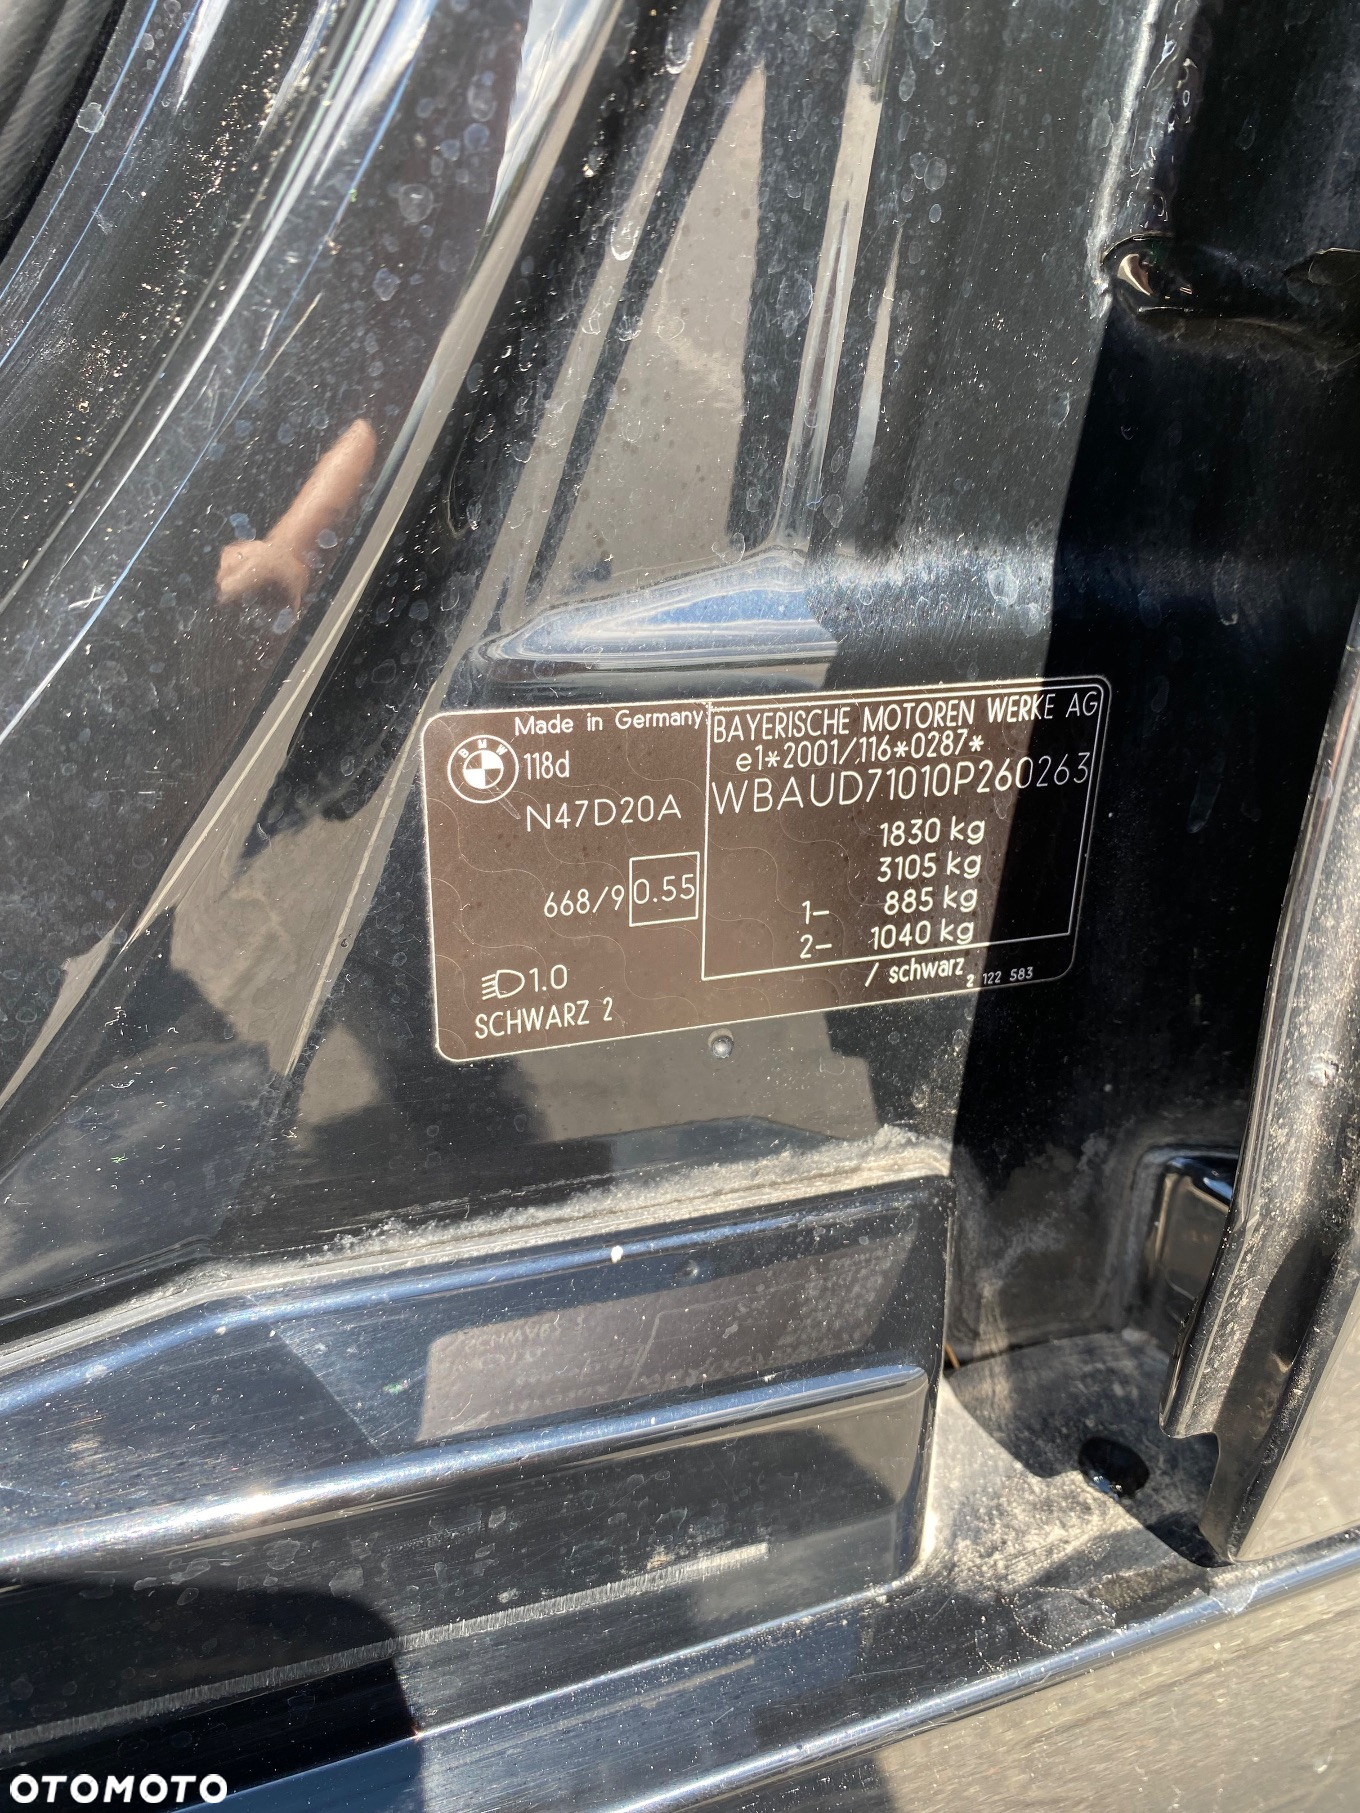 Made in Germany
BMW
118d
N47D20A
668/9 0.55
1.0
SCHWARZ 2
BAYERISCHE MOTOREN WERKE AG
e1*2001/116*0287*
WBAUD71010P260263
1830 kg
3105 kg
1- 885 kg
2- 1040 kg
/ schwarz 2 122 583
OTOMOTO